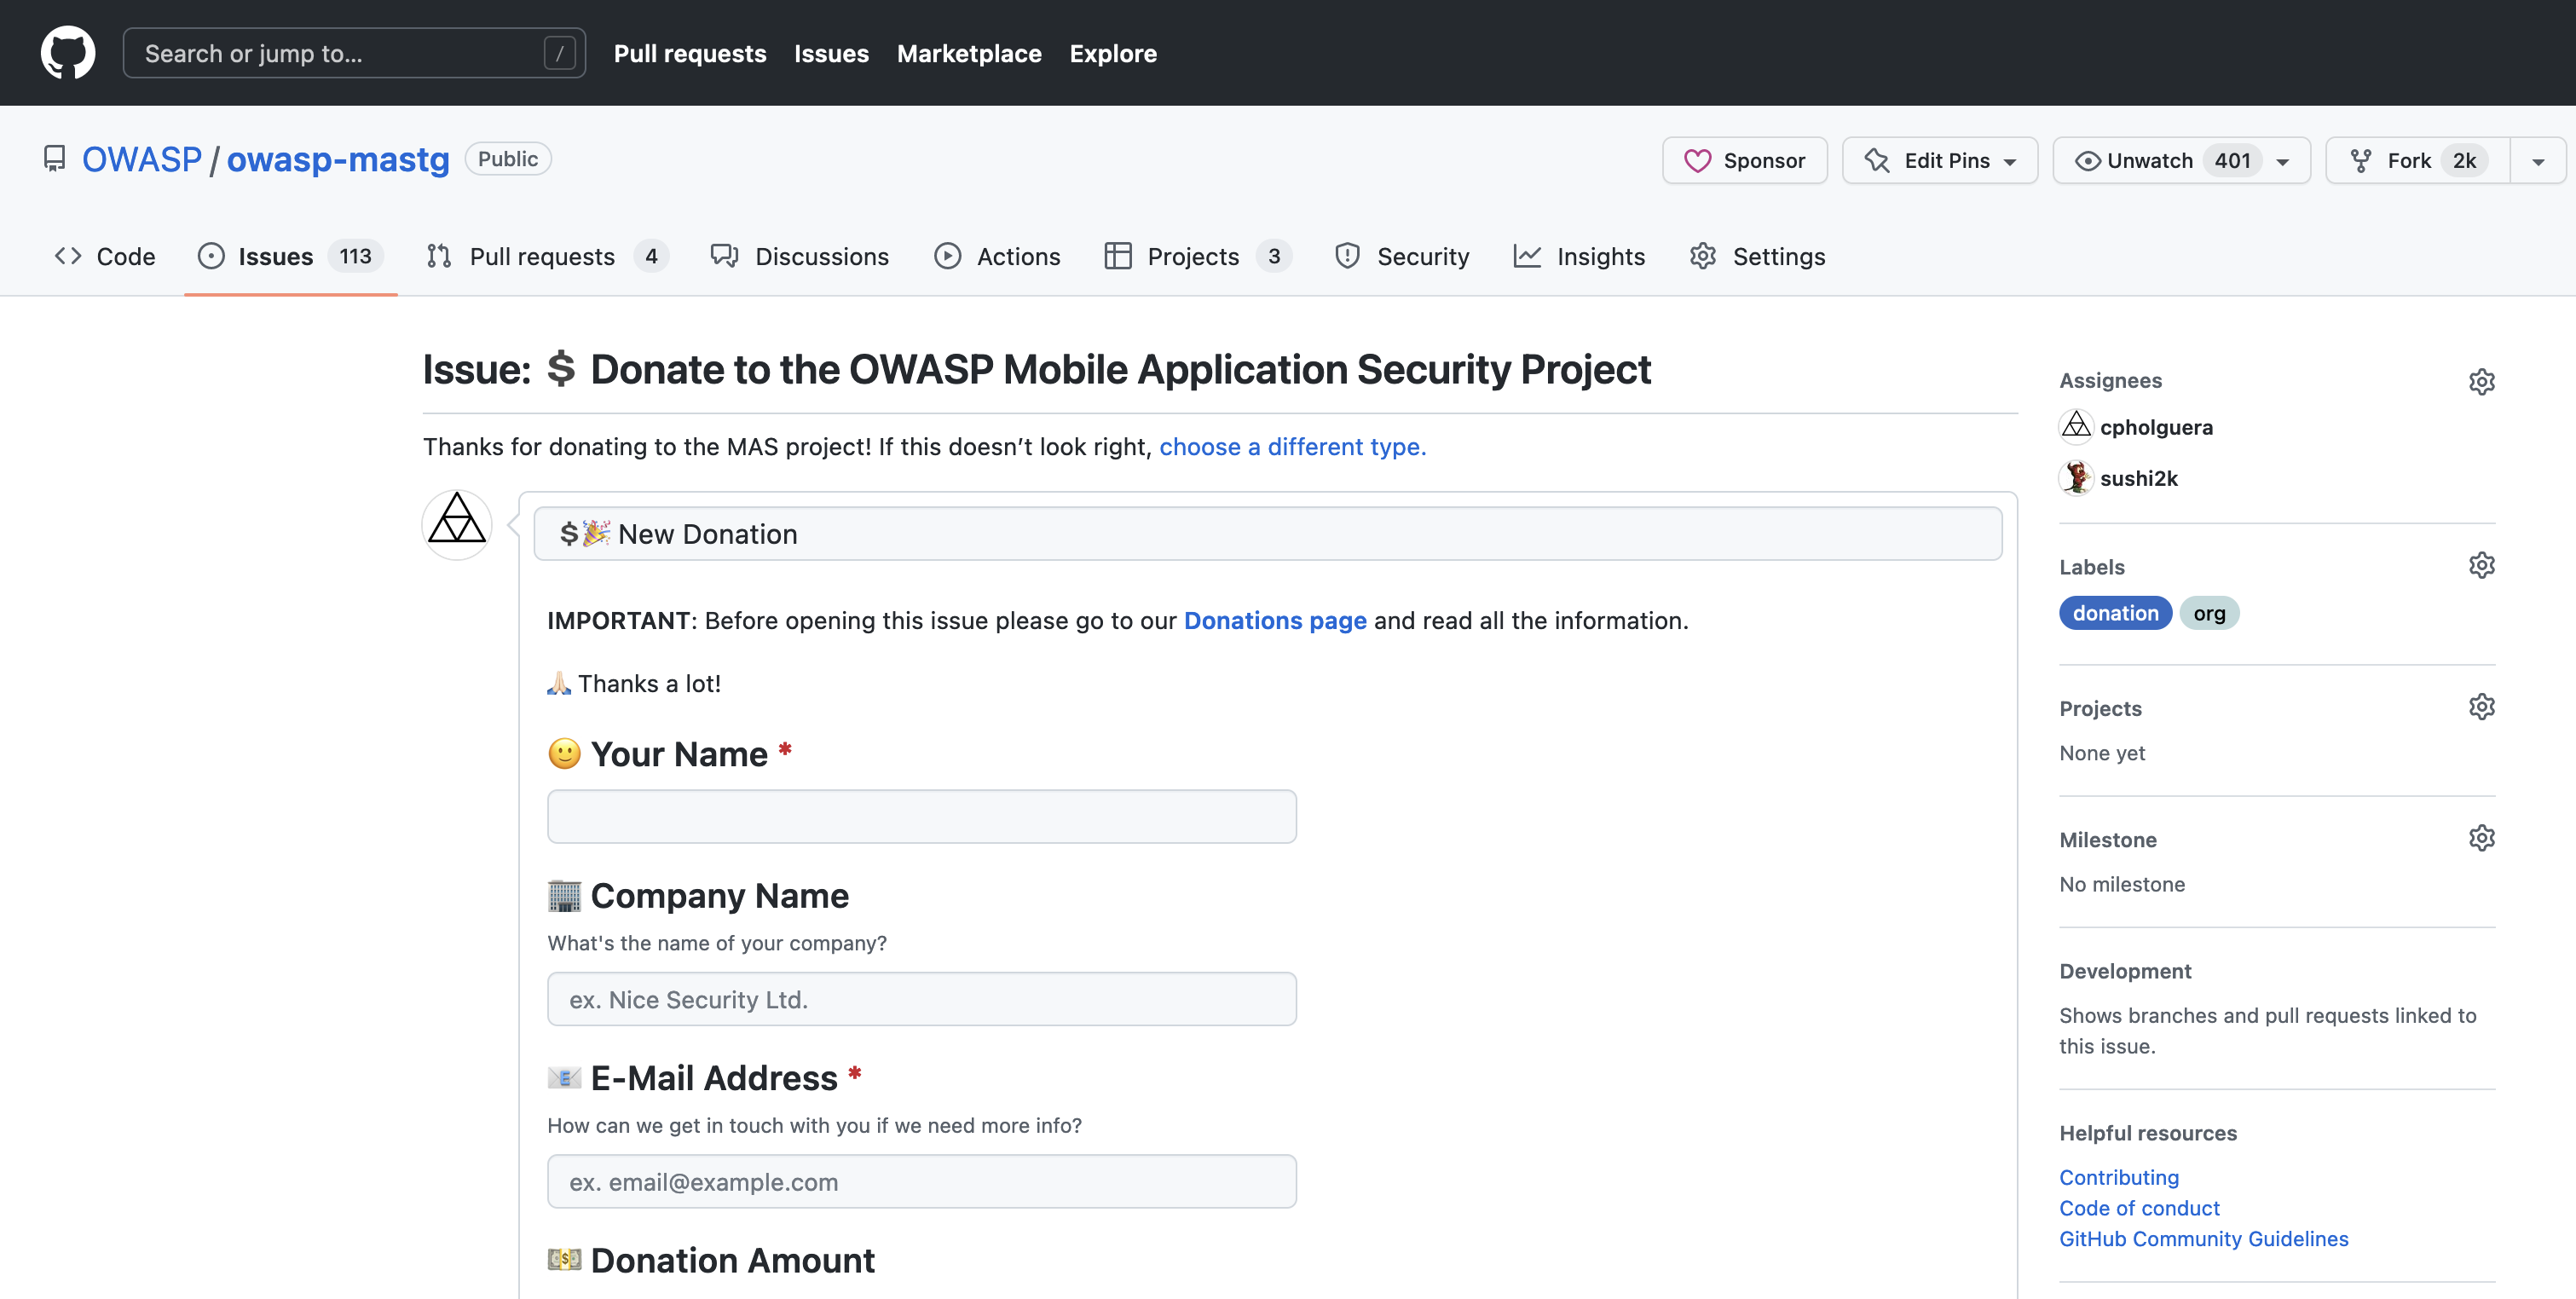 Search or jump to... / Pull requests Issues Marketplace Explore
OWASP / owasp-mastg Public Sponsor Edit Pins Unwatch 401 Fork 2k
Code Issues 113 Pull requests 4 Discussions Actions Projects 3 Security Insights Settings
Issue: 💲 Donate to the OWASP Mobile Application Security Project
Thanks for donating to the MAS project! If this doesn’t look right, choose a different type.
💲🎉 New Donation
IMPORTANT: Before opening this issue please go to our Donations page and read all the information.
🙏🏻 Thanks a lot!
🙂 Your Name *
🏢 Company Name
What's the name of your company?
ex. Nice Security Ltd.
📧 E-Mail Address *
How can we get in touch with you if we need more info?
ex. email@example.com
💵 Donation Amount
Assignees
cpholguera
sushi2k
Labels
donation org
Projects
None yet
Milestone
No milestone
Development
Shows branches and pull requests linked to
this issue.
Helpful resources
Contributing
Code of conduct
GitHub Community Guidelines